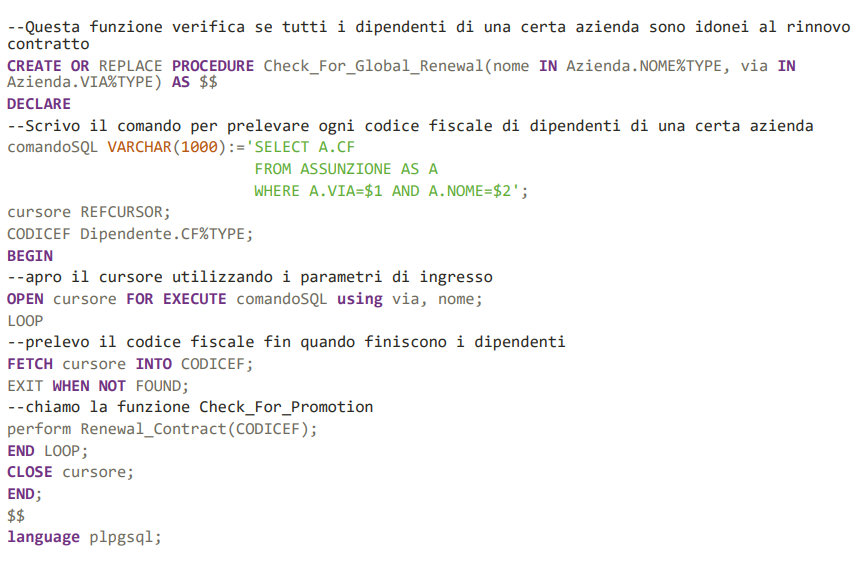 --Questa funzione verifica se tutti i dipendenti di una certa azienda sono idonei al rinnovo
contratto
CREATE OR REPLACE PROCEDURE Check_For_Global_Renewal(nome IN Azienda.NOME%TYPE, via IN
Azienda.VIA%TYPE) AS $$
DECLARE
--Scrivo il comando per prelevare ogni codice fiscale di dipendenti di una certa azienda
comandoSQL VARCHAR(1000):='SELECT A.CF
FROM ASSUNZIONE AS A
WHERE A.VIA=$1 AND A.NOME=$2';
cursore REFCURSOR;
CODICEF Dipendente.CF%TYPE;
BEGIN
--apro il cursore utilizzando i parametri di ingresso
OPEN cursore FOR EXECUTE comandoSQL using via, nome;
LOOP
--prelevo il codice fiscale fin quando finiscono i dipendenti
FETCH cursore INTO CODICEF;
EXIT WHEN NOT FOUND;
--chiamo la funzione Check_For_Promotion
perform Renewal_Contract(CODICEF);
END LOOP;
CLOSE cursore;
END;
$$
language plpgsql;